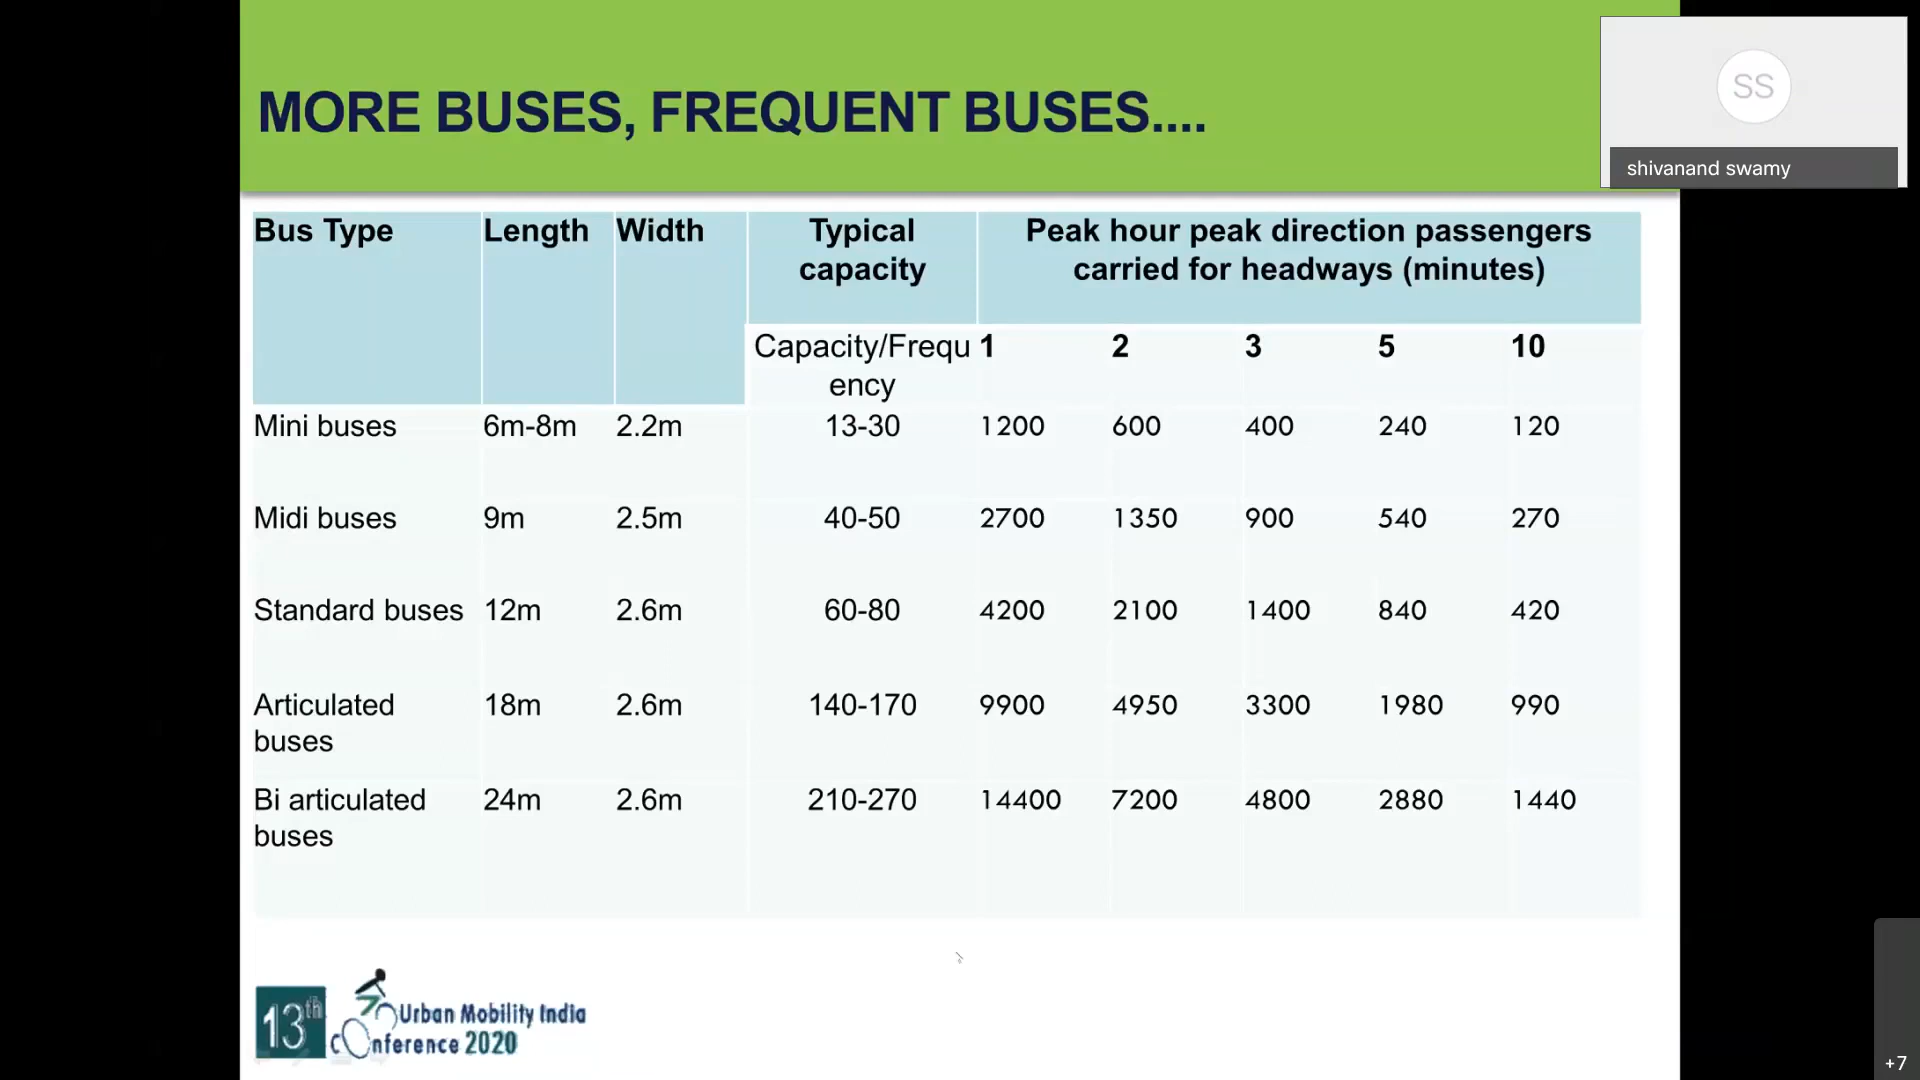 MORE BUSES, FREQUENT BUSES....
SS
shivanand swamy
Bus Type Length Width Typical capacity Peak hour peak direction passengers carried for headways (minutes)
Capacity/Frequency 1 2 3 5 10
Mini buses 6m-8m 2.2m 13-30 1200 600 400 240 120
Midi buses 9m 2.5m 40-50 2700 1350 900 540 270
Standard buses 12m 2.6m 60-80 4200 2100 1400 840 420
Articulated buses 18m 2.6m 140-170 9900 4950 3300 1980 990
Bi articulated buses 24m 2.6m 210-270 14400 7200 4800 2880 1440
13th Urban Mobility India
Conference 2020
+7